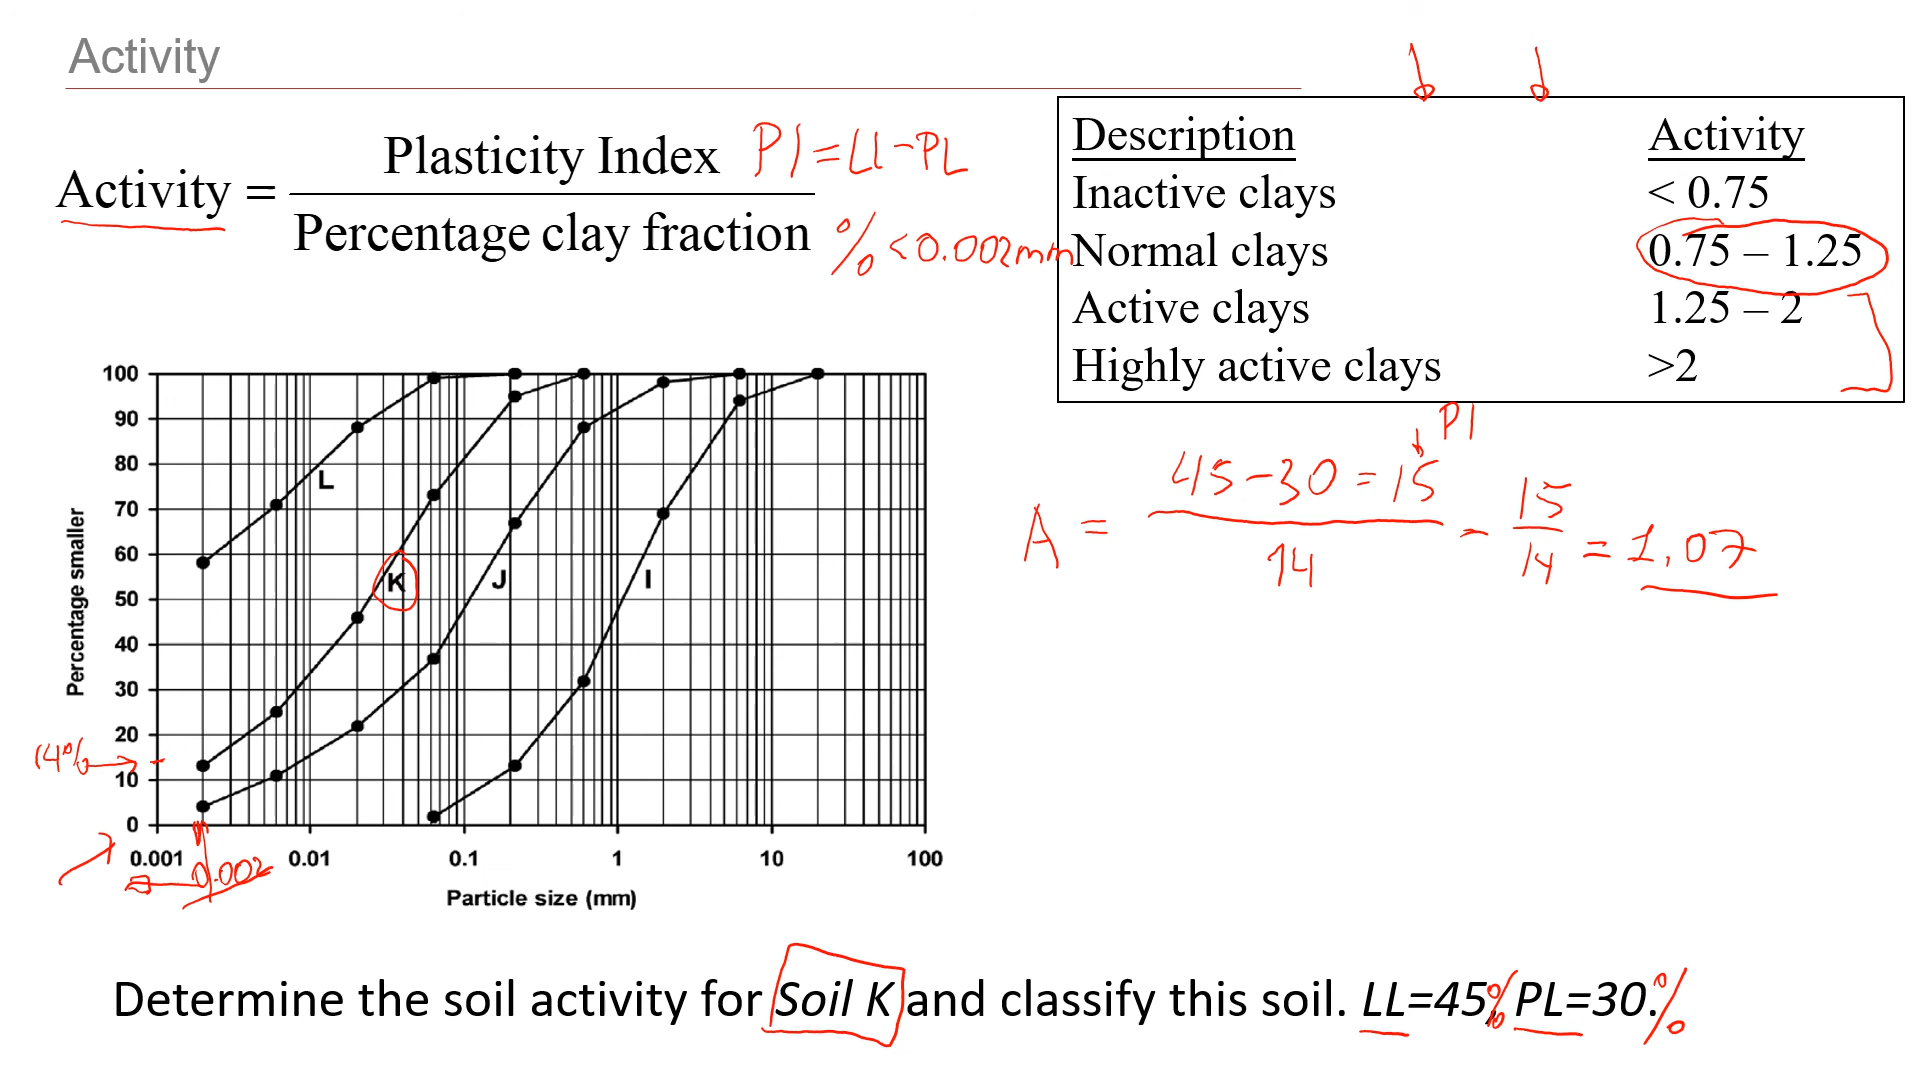 Activity
Activity = Plasticity Index PI = LL - PL
Percentage clay fraction % < 0.002mm
Description Activity
Inactive clays < 0.75
Normal clays 0.75 – 1.25
Active clays 1.25 – 2
Highly active clays >2
PI
A = 45-30 = 15
14
- 15
14
= 1,07
100
90
80
70
60
50
40
30
20
10
0
14%
Percentage smaller
L
K
J
I
0.001 0.01 0.1 1 10 100
0.002
Particle size (mm)
Determine the soil activity for Soil K and classify this soil. LL=45%, PL=30.%